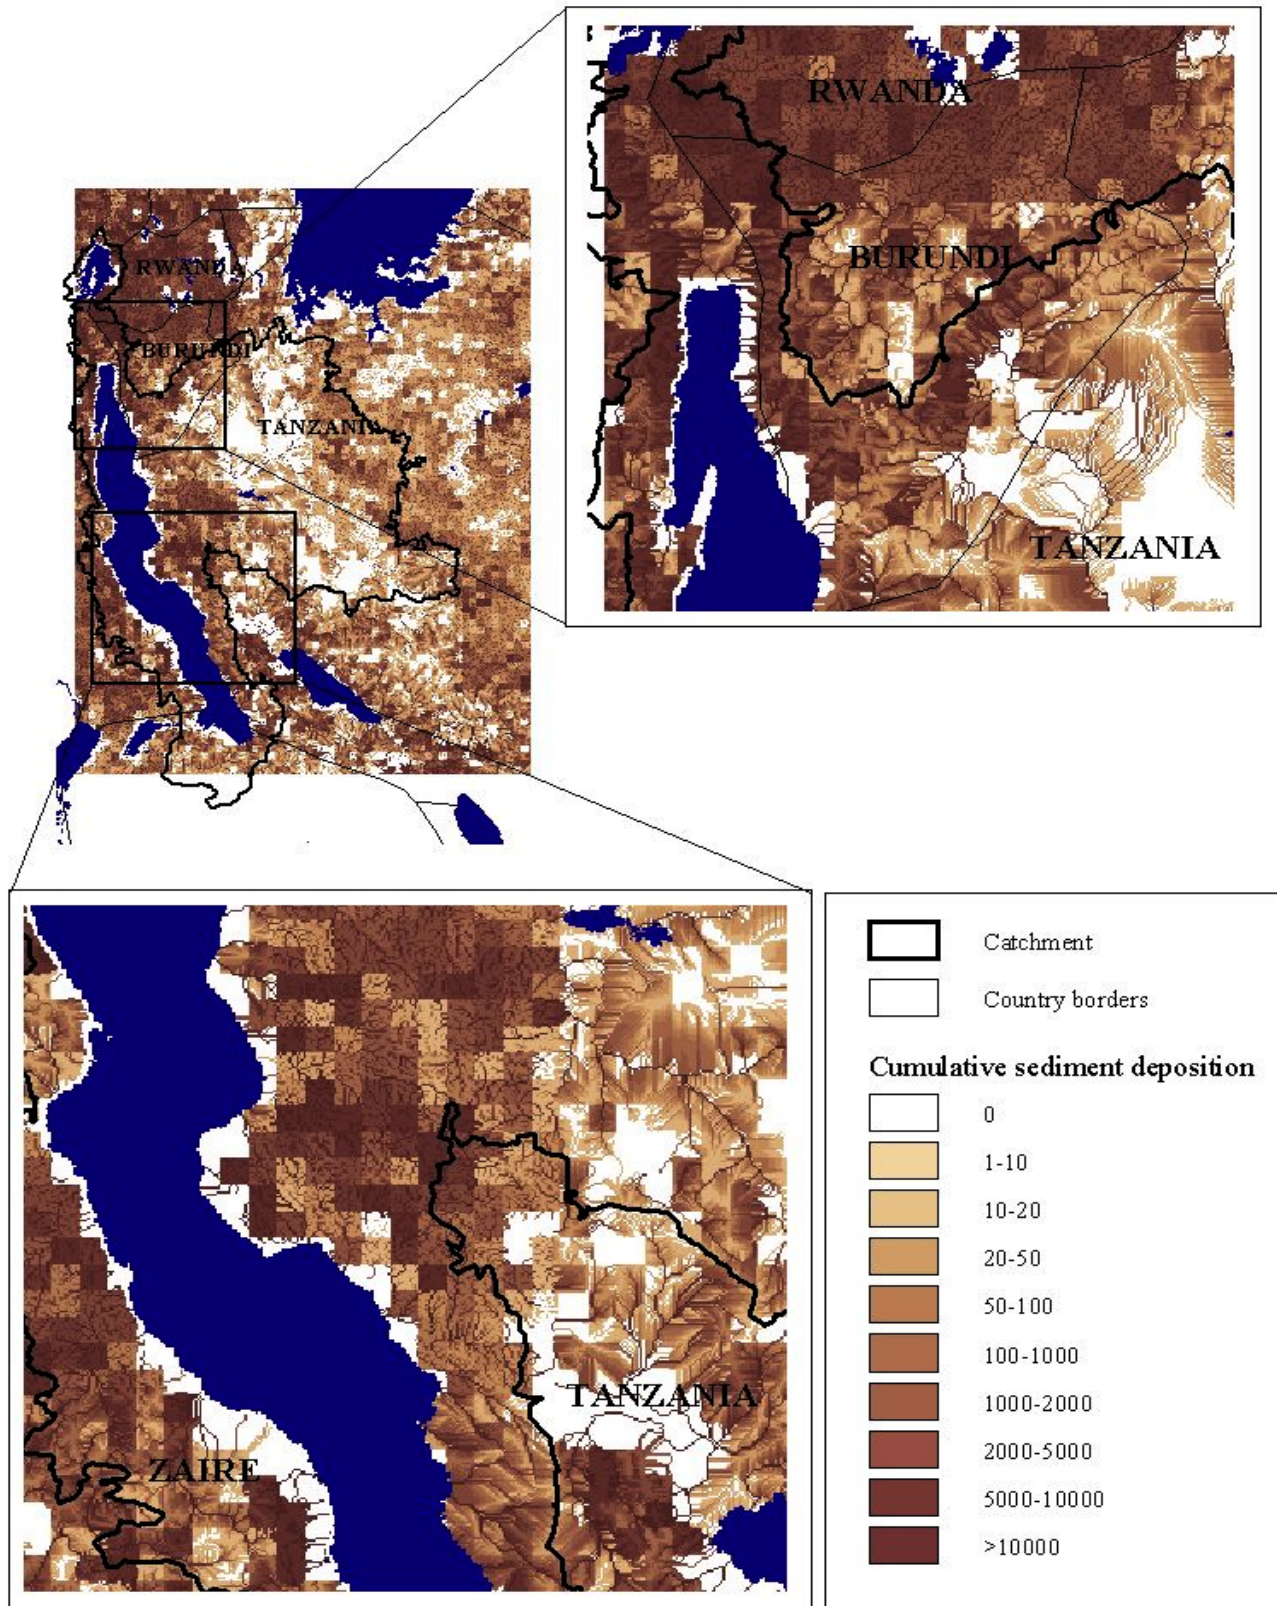 RWANDA
BURUNDI
TANZANIA
RWANDA
BURUNDI
TANZANIA
TANZANIA
ZAIRE
Catchment
Country borders
Cumulative sediment deposition
0
1-10
10-20
20-50
50-100
100-1000
1000-2000
2000-5000
5000-10000
>10000